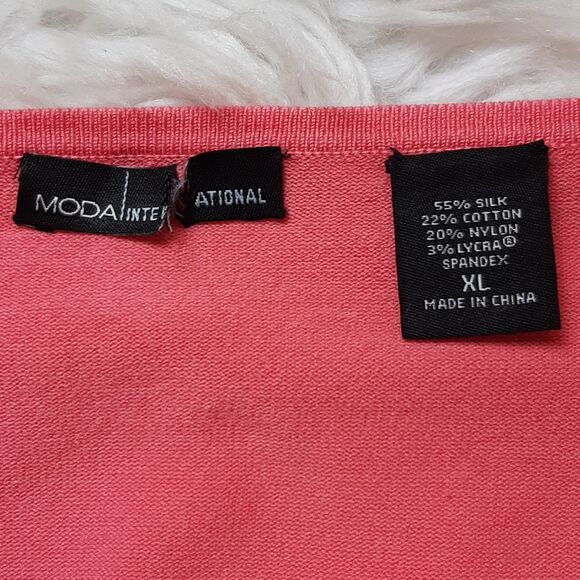 MODA INTE ATIONAL
55% SILK
22% COTTON
20% NYLON
3% LYCRA®
SPANDEX
XL
MADE IN CHINA